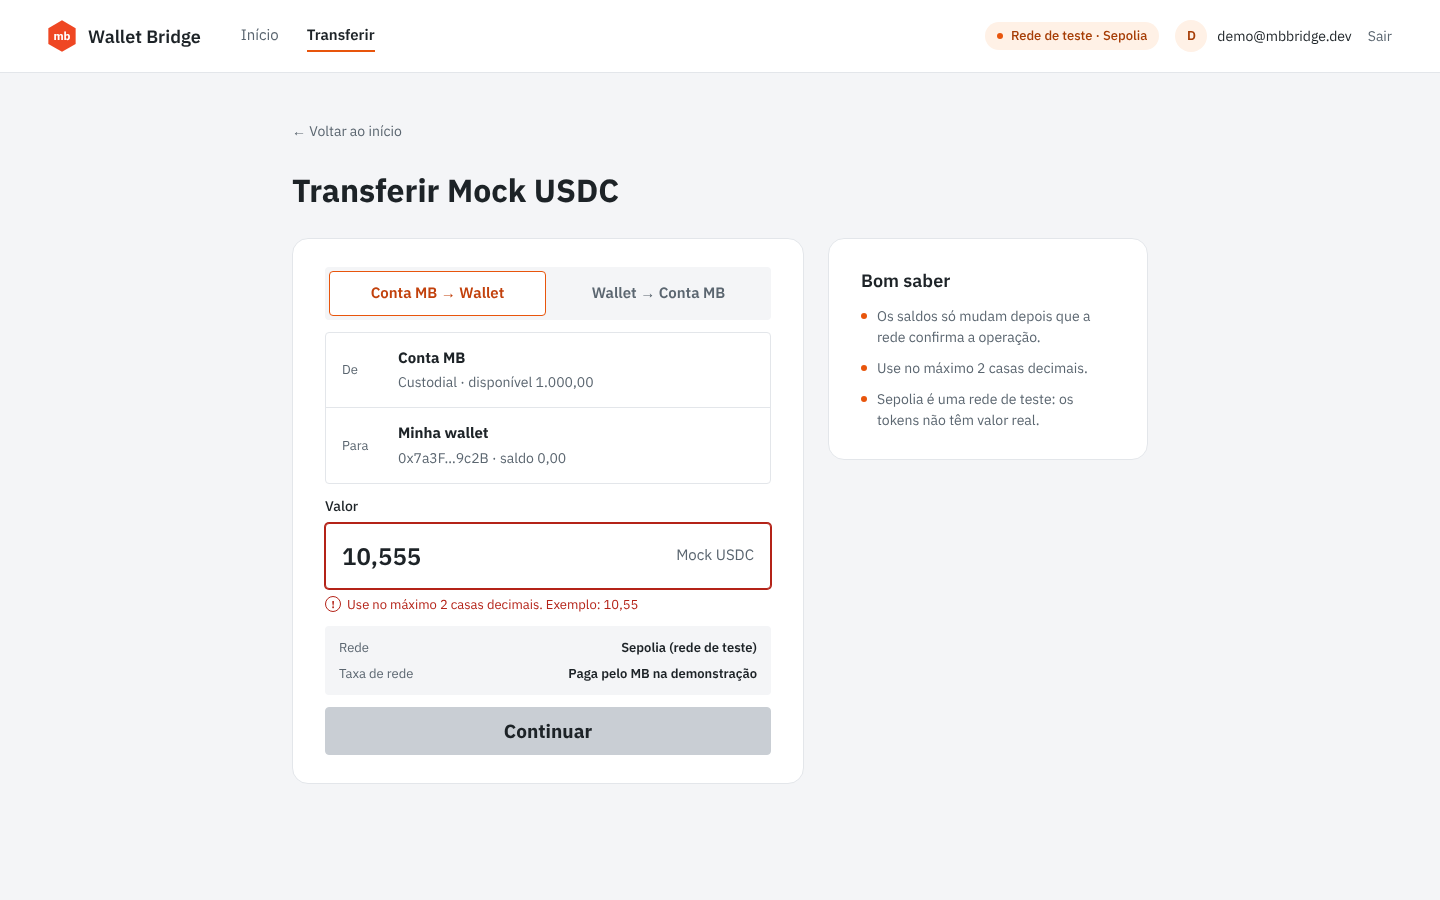 mb
Wallet Bridge
Início
Transferir
Rede de teste · Sepolia
D
demo@mbbridge.dev
Sair
← Voltar ao início
Transferir Mock USDC
Conta MB → Wallet
Wallet → Conta MB
De
Conta MB
Custodial · disponível 1.000,00
Para
Minha wallet
0x7a3F...9c2B · saldo 0,00
Valor
10,555
Mock USDC
! Use no máximo 2 casas decimais. Exemplo: 10,55
Rede
Sepolia (rede de teste)
Taxa de rede
Paga pelo MB na demonstração
Continuar
Bom saber
Os saldos só mudam depois que a
rede confirma a operação.
Use no máximo 2 casas decimais.
Sepolia é uma rede de teste: os
tokens não têm valor real.